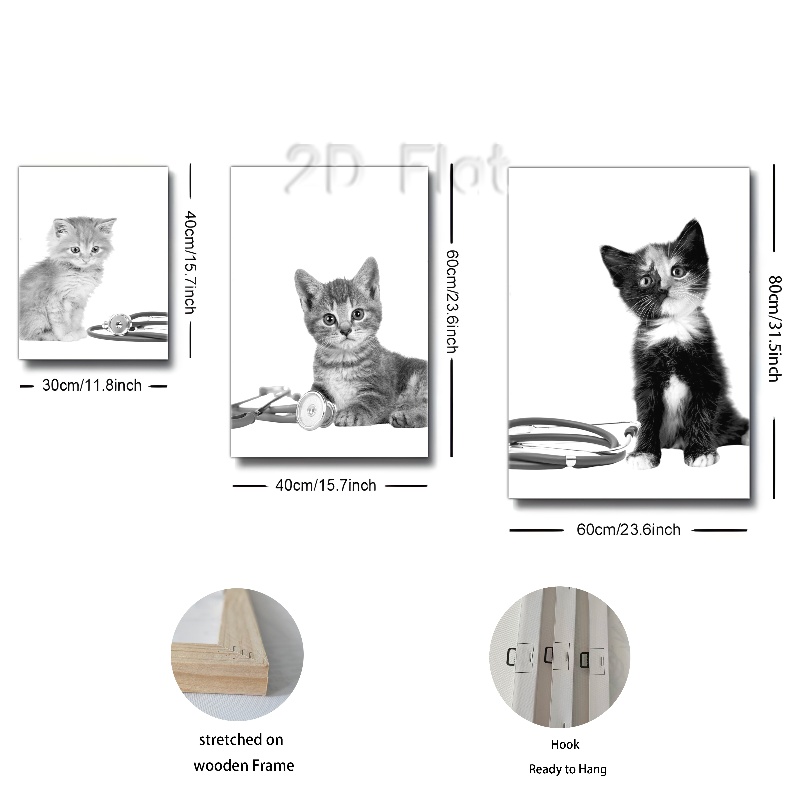 2D Flat
40cm/15.7inch
30cm/11.8inch
60cm/23.6inch
40cm/15.7inch
80cm/31.5inch
60cm/23.6inch
stretched on
wooden Frame
Hook
Ready to Hang